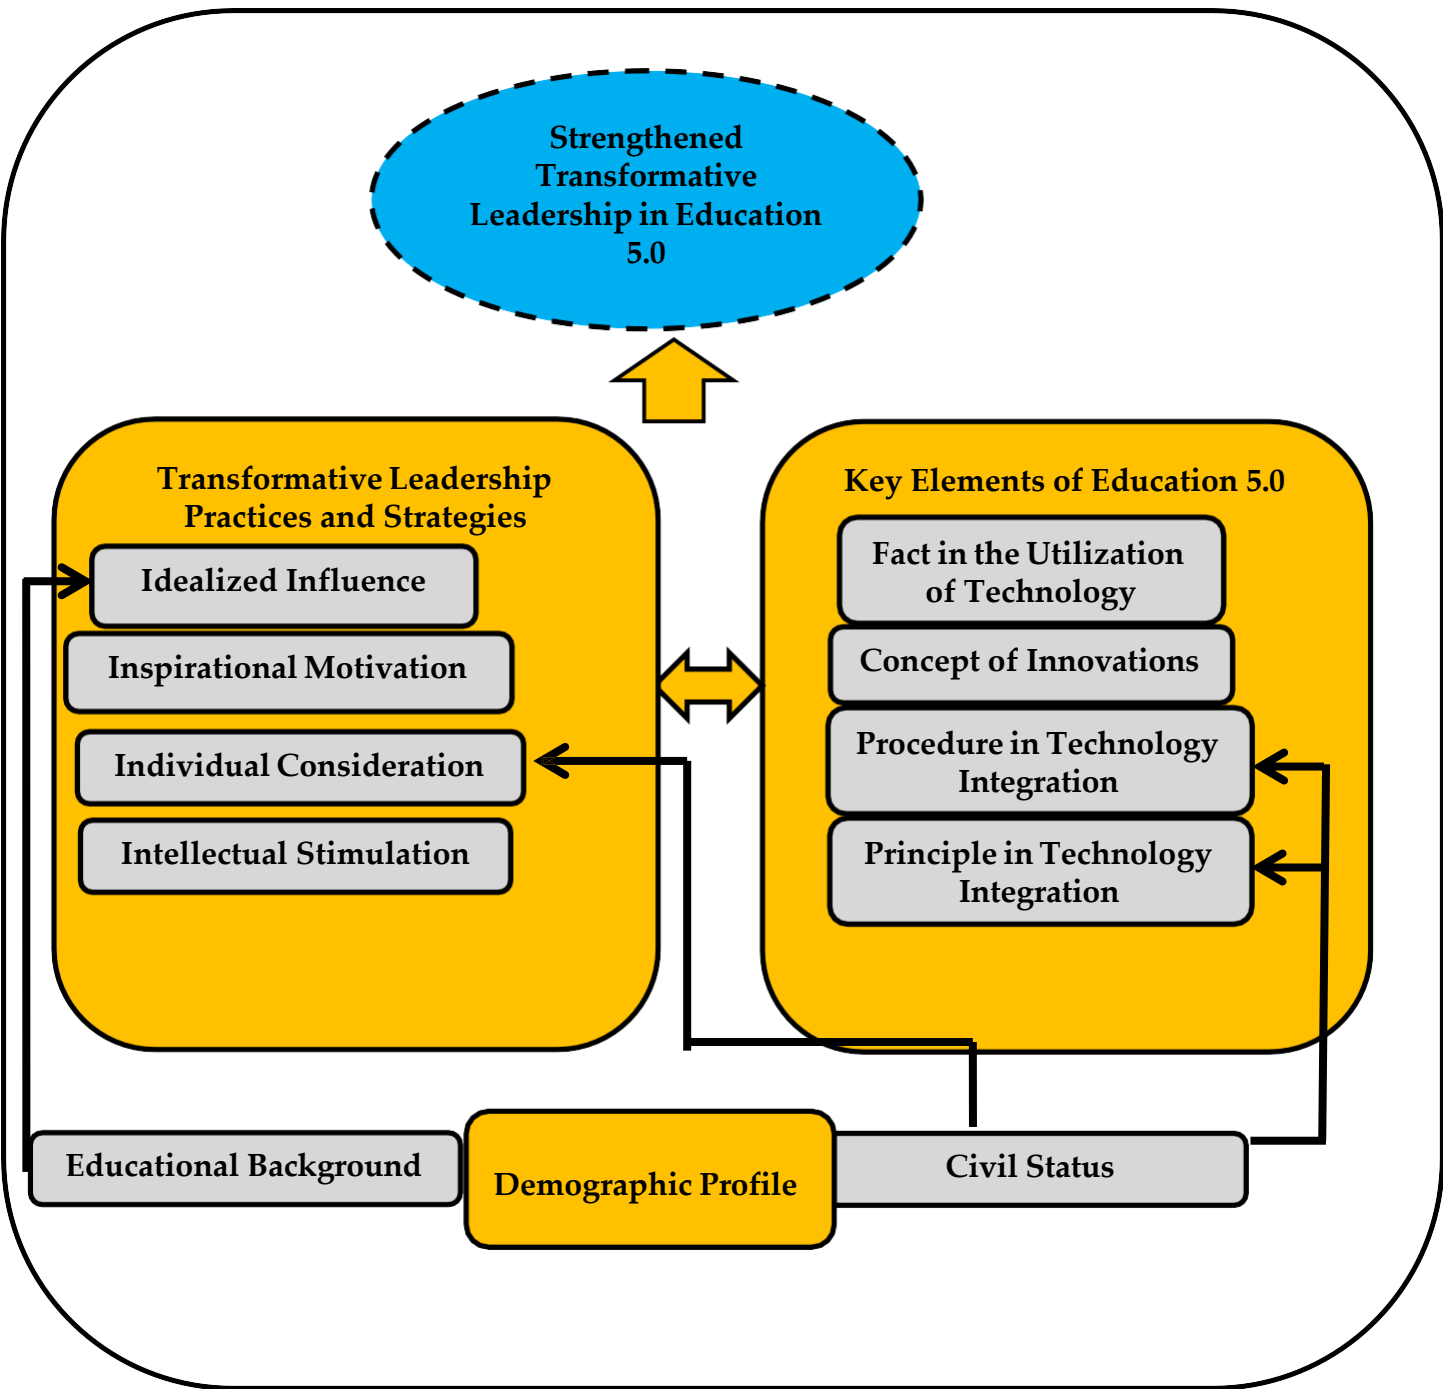 Strengthened
Transformative
Leadership in Education
5.0
Transformative Leadership
Practices and Strategies
Idealized Influence
Inspirational Motivation
Individual Consideration
Intellectual Stimulation
Key Elements of Education 5.0
Fact in the Utilization
of Technology
Concept of Innovations
Procedure in Technology
Integration
Principle in Technology
Integration
Educational Background
Demographic Profile
Civil Status